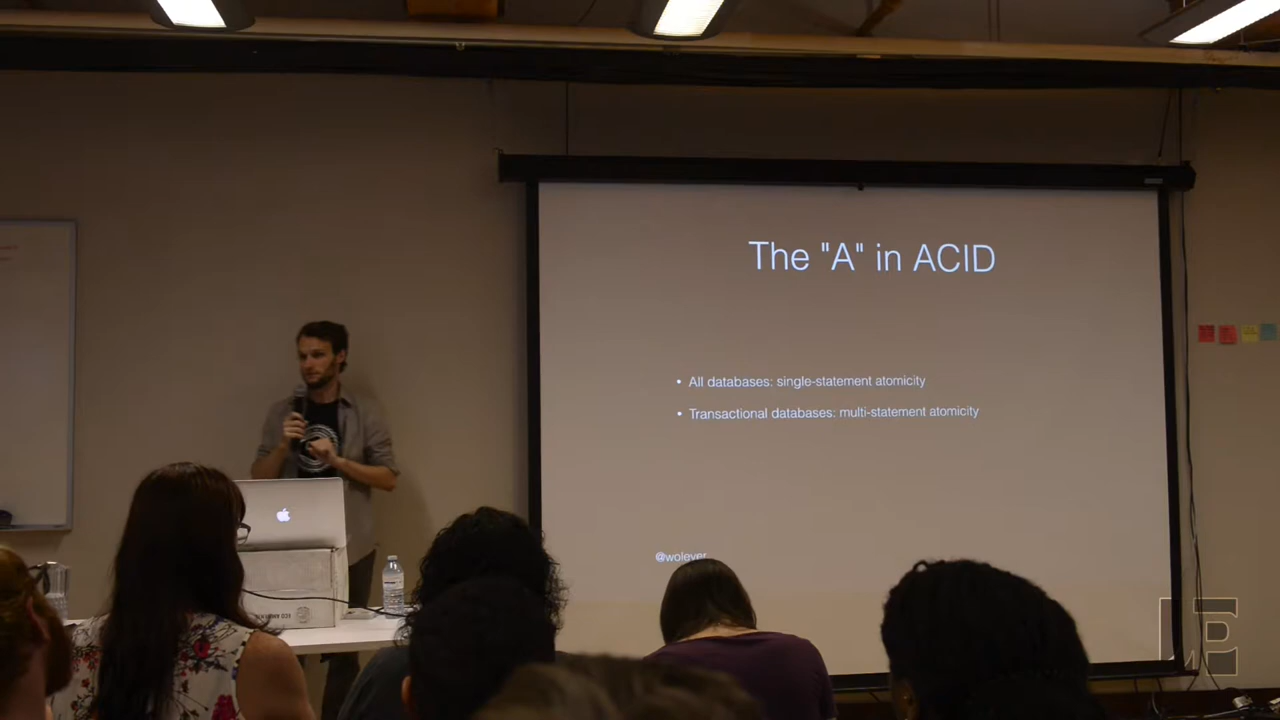 The "A" in ACID
• All databases: single-statement atomicity
• Transactional databases: multi-statement atomicity
@wolever